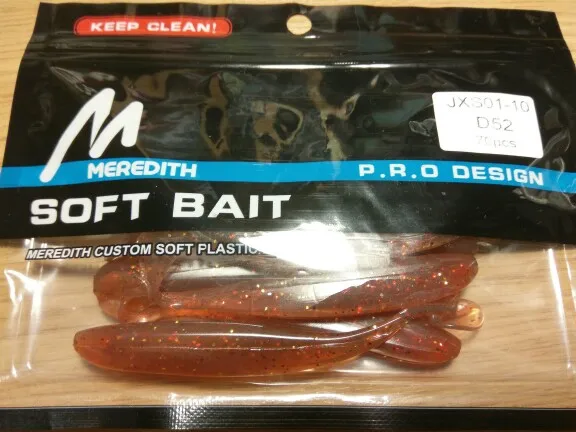 KEEP CLEAN!
JXS01-10
D52
M
MEREDITH
P.R.O DESIGN
SOFT BAIT
MEREDITH CUSTOM SOFT PLASTIC